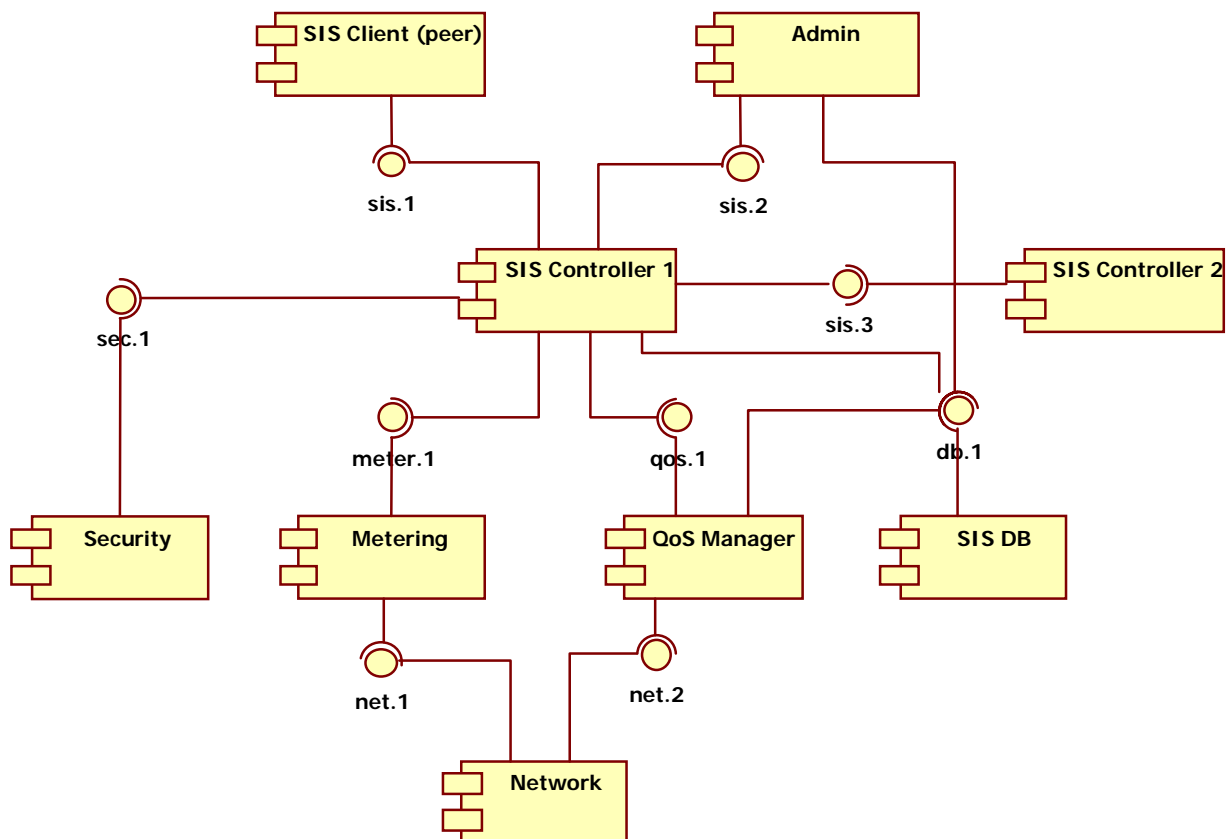 SIS Client (peer)
Admin
sis.1
sis.2
SIS Controller 1
SIS Controller 2
sec.1
sis.3
meter.1
qos.1
db.1
Security
Metering
QoS Manager
SIS DB
net.1
net.2
Network